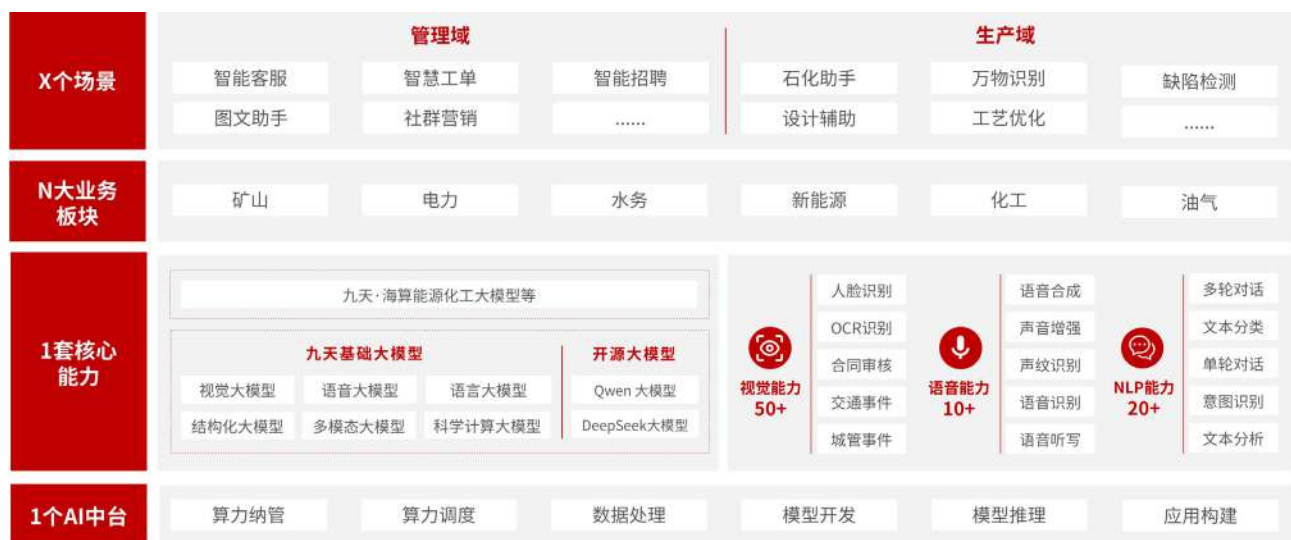 X个场景
管理域
智能客服
智慧工单
智能招聘
图文助手
社群营销
......
生产域
石化助手
万物识别
缺陷检测
设计辅助
工艺优化
......
N大业务
板块
矿山
电力
水务
新能源
化工
油气
1套核心
能力
九天·海算能源化工大模型等
九天基础大模型
视觉大模型
语音大模型
语言大模型
结构化大模型
多模态大模型
科学计算大模型
开源大模型
Qwen 大模型
DeepSeek大模型
视觉能力
50+
人脸识别
OCR识别
合同审核
交通事件
城管事件
语音能力
10+
语音合成
声音增强
声纹识别
语音识别
语音听写
NLP能力
20+
多轮对话
文本分类
单轮对话
意图识别
文本分析
1个AI中台
算力纳管
算力调度
数据处理
模型开发
模型推理
应用构建